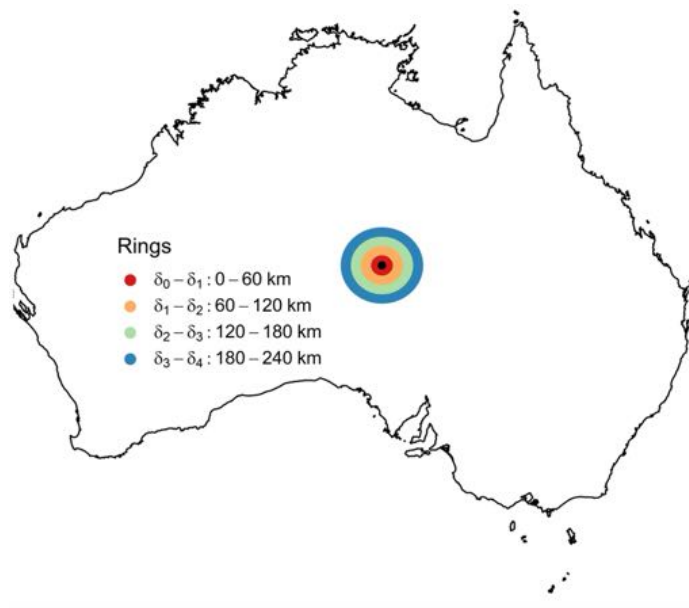 Rings
δ₀ – δ₁ : 0 – 60 km
δ₁ – δ₂ : 60 – 120 km
δ₂ – δ₃ : 120 – 180 km
δ₃ – δ₄ : 180 – 240 km